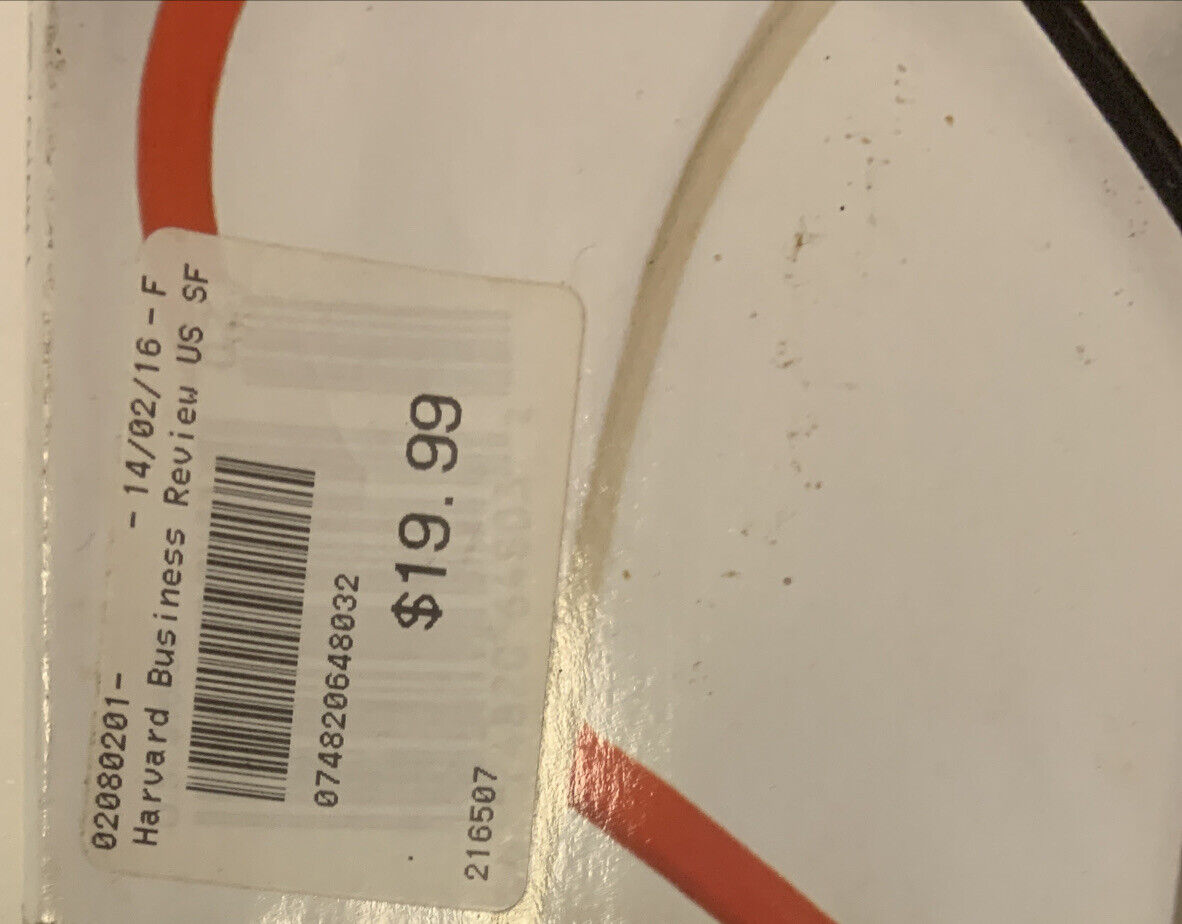 02080201-        - 14/02/16 - F
Harvard Business Review US SF
074820648032
$19.99
216507